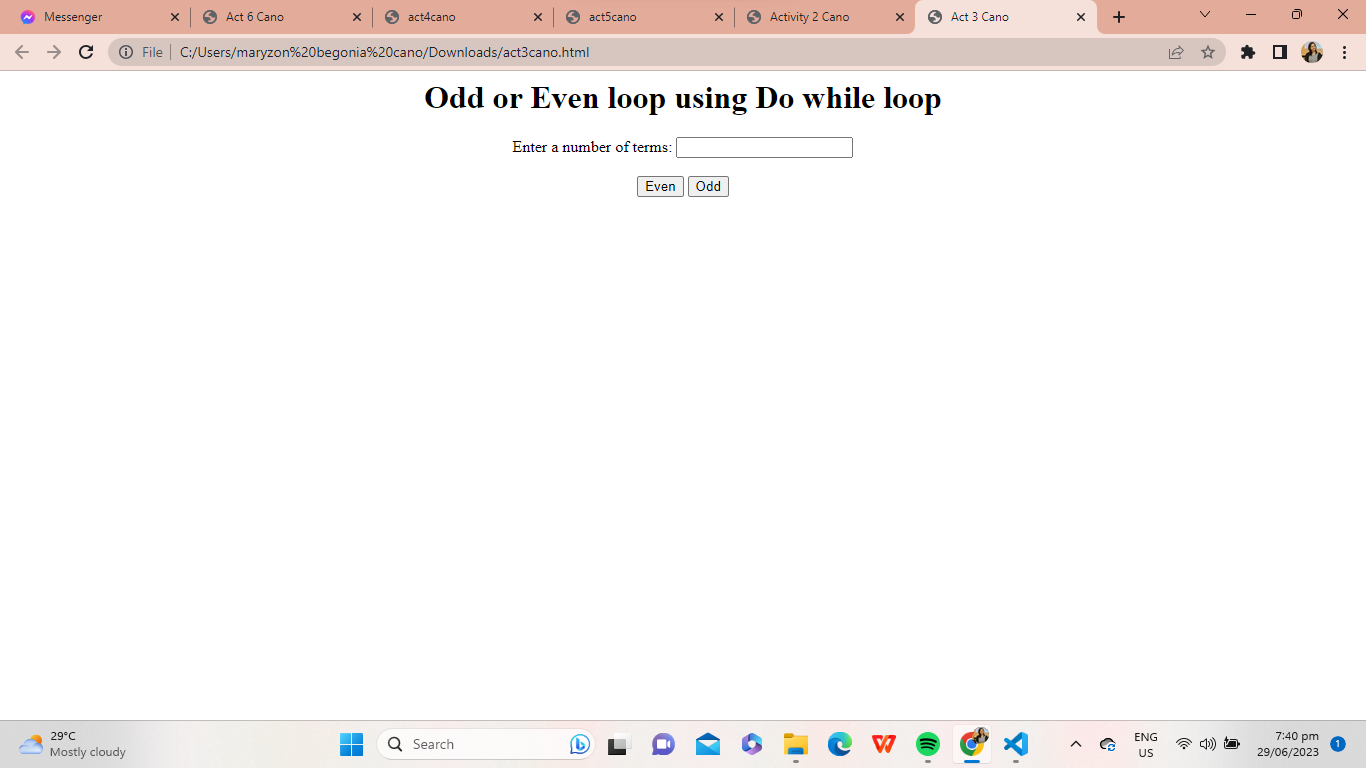 Messenger
Act 6 Cano
act4cano
act5cano
Activity 2 Cano
Act 3 Cano
File
C:/Users/maryzon%20begonia%20cano/Downloads/act3cano.html
Odd or Even loop using Do while loop
Enter a number of terms:
Even Odd
29°C
Mostly cloudy
Search
ENG
US
7:40 pm
29/06/2023
1